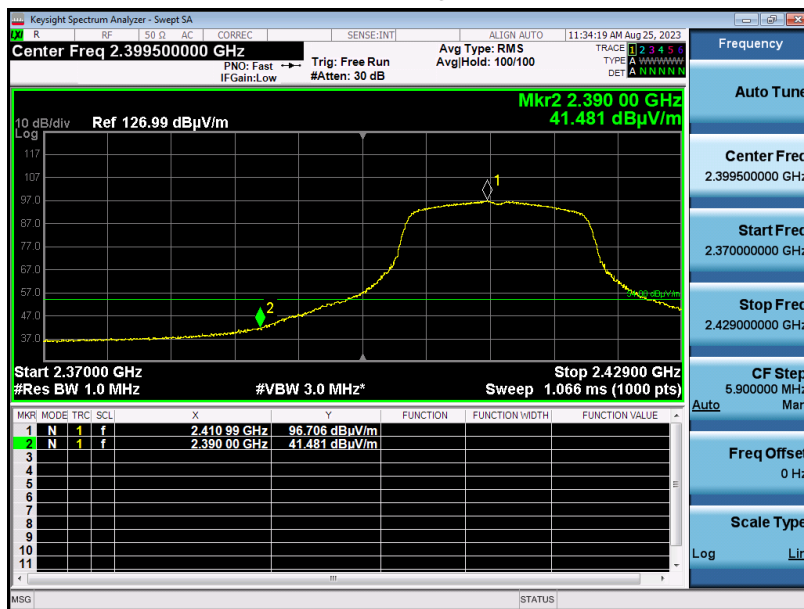 Keysight Spectrum Analyzer - Swept SA
LXI R RF 50 Ω AC CORREC SENSE:INT ALIGN AUTO 11:34:19 AM Aug 25, 2023
Center Freq 2.399500000 GHz
PNO: Fast
IFGain:Low
Trig: Free Run
#Atten: 30 dB
Avg Type: RMS
Avg|Hold: 100/100
TRACE 1 2 3 4 5 6
TYPE A WWWWW
DET A N N N N N
Mkr2 2.390 00 GHz
41.481 dBµV/m
10 dB/div Ref 126.99 dBµV/m
Log
117
107
97.0
87.0
77.0
67.0
57.0
47.0
37.0
1
2
Start 2.37000 GHz Stop 2.42900 GHz
#Res BW 1.0 MHz #VBW 3.0 MHz* Sweep 1.066 ms (1000 pts)
MKR MODE TRC SCL X Y FUNCTION FUNCTION WIDTH FUNCTION VALUE
1 N 1 f 2.410 99 GHz 96.706 dBµV/m
2 N 1 f 2.390 00 GHz 41.481 dBµV/m
3
4
5
6
7
8
9
10
11
MSG STATUS
Frequency
Auto Tune
Center Freq
2.399500000 GHz
Start Freq
2.370000000 GHz
Stop Freq
2.429000000 GHz
CF Step
5.900000 MHz
Auto Man
Freq Offset
0 Hz
Scale Type
Log Lin